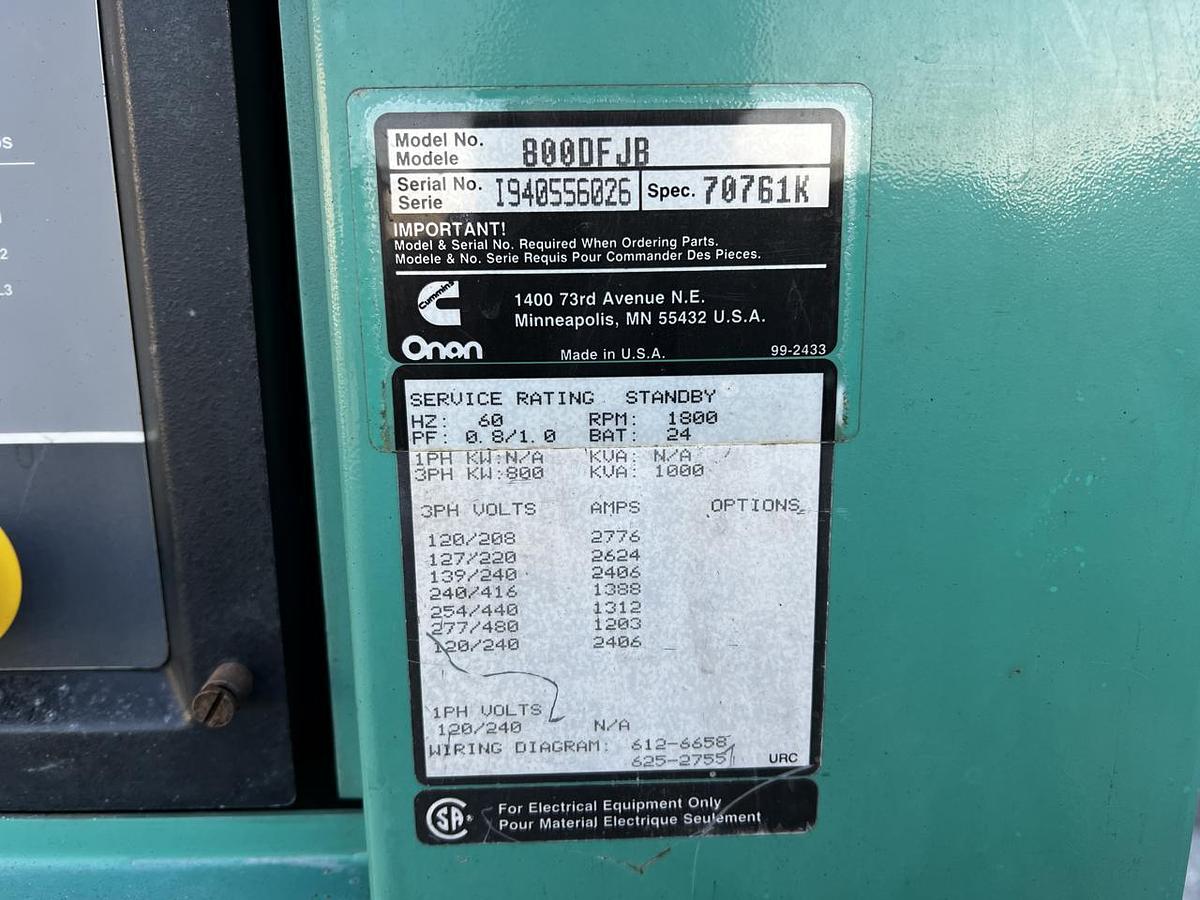 Model No. 800DFJB
Modele
Serial No. I940556026 Spec. 70761K
Serie
IMPORTANT!
Model & Serial No. Required When Ordering Parts.
Modele & No. Serie Requis Pour Commander Des Pieces.
Cummins
1400 73rd Avenue N.E.
Minneapolis, MN 55432 U.S.A.
Onan Made in U.S.A. 99-2433
SERVICE RATING STANDBY
HZ: 60 RPM: 1800
PF: 0.8/1.0 BAT: 24
1PH KW:N/A KVA: N/A
3PH KW:800 KVA: 1000
3PH VOLTS AMPS OPTIONS
120/208 2776
127/220 2624
139/240 2406
240/416 1388
254/440 1312
277/480 1203
120/240 2406
1PH VOLTS
120/240 N/A
WIRING DIAGRAM: 612-6658
625-2755 URC
SA
For Electrical Equipment Only
Pour Material Electrique Seulement
L3